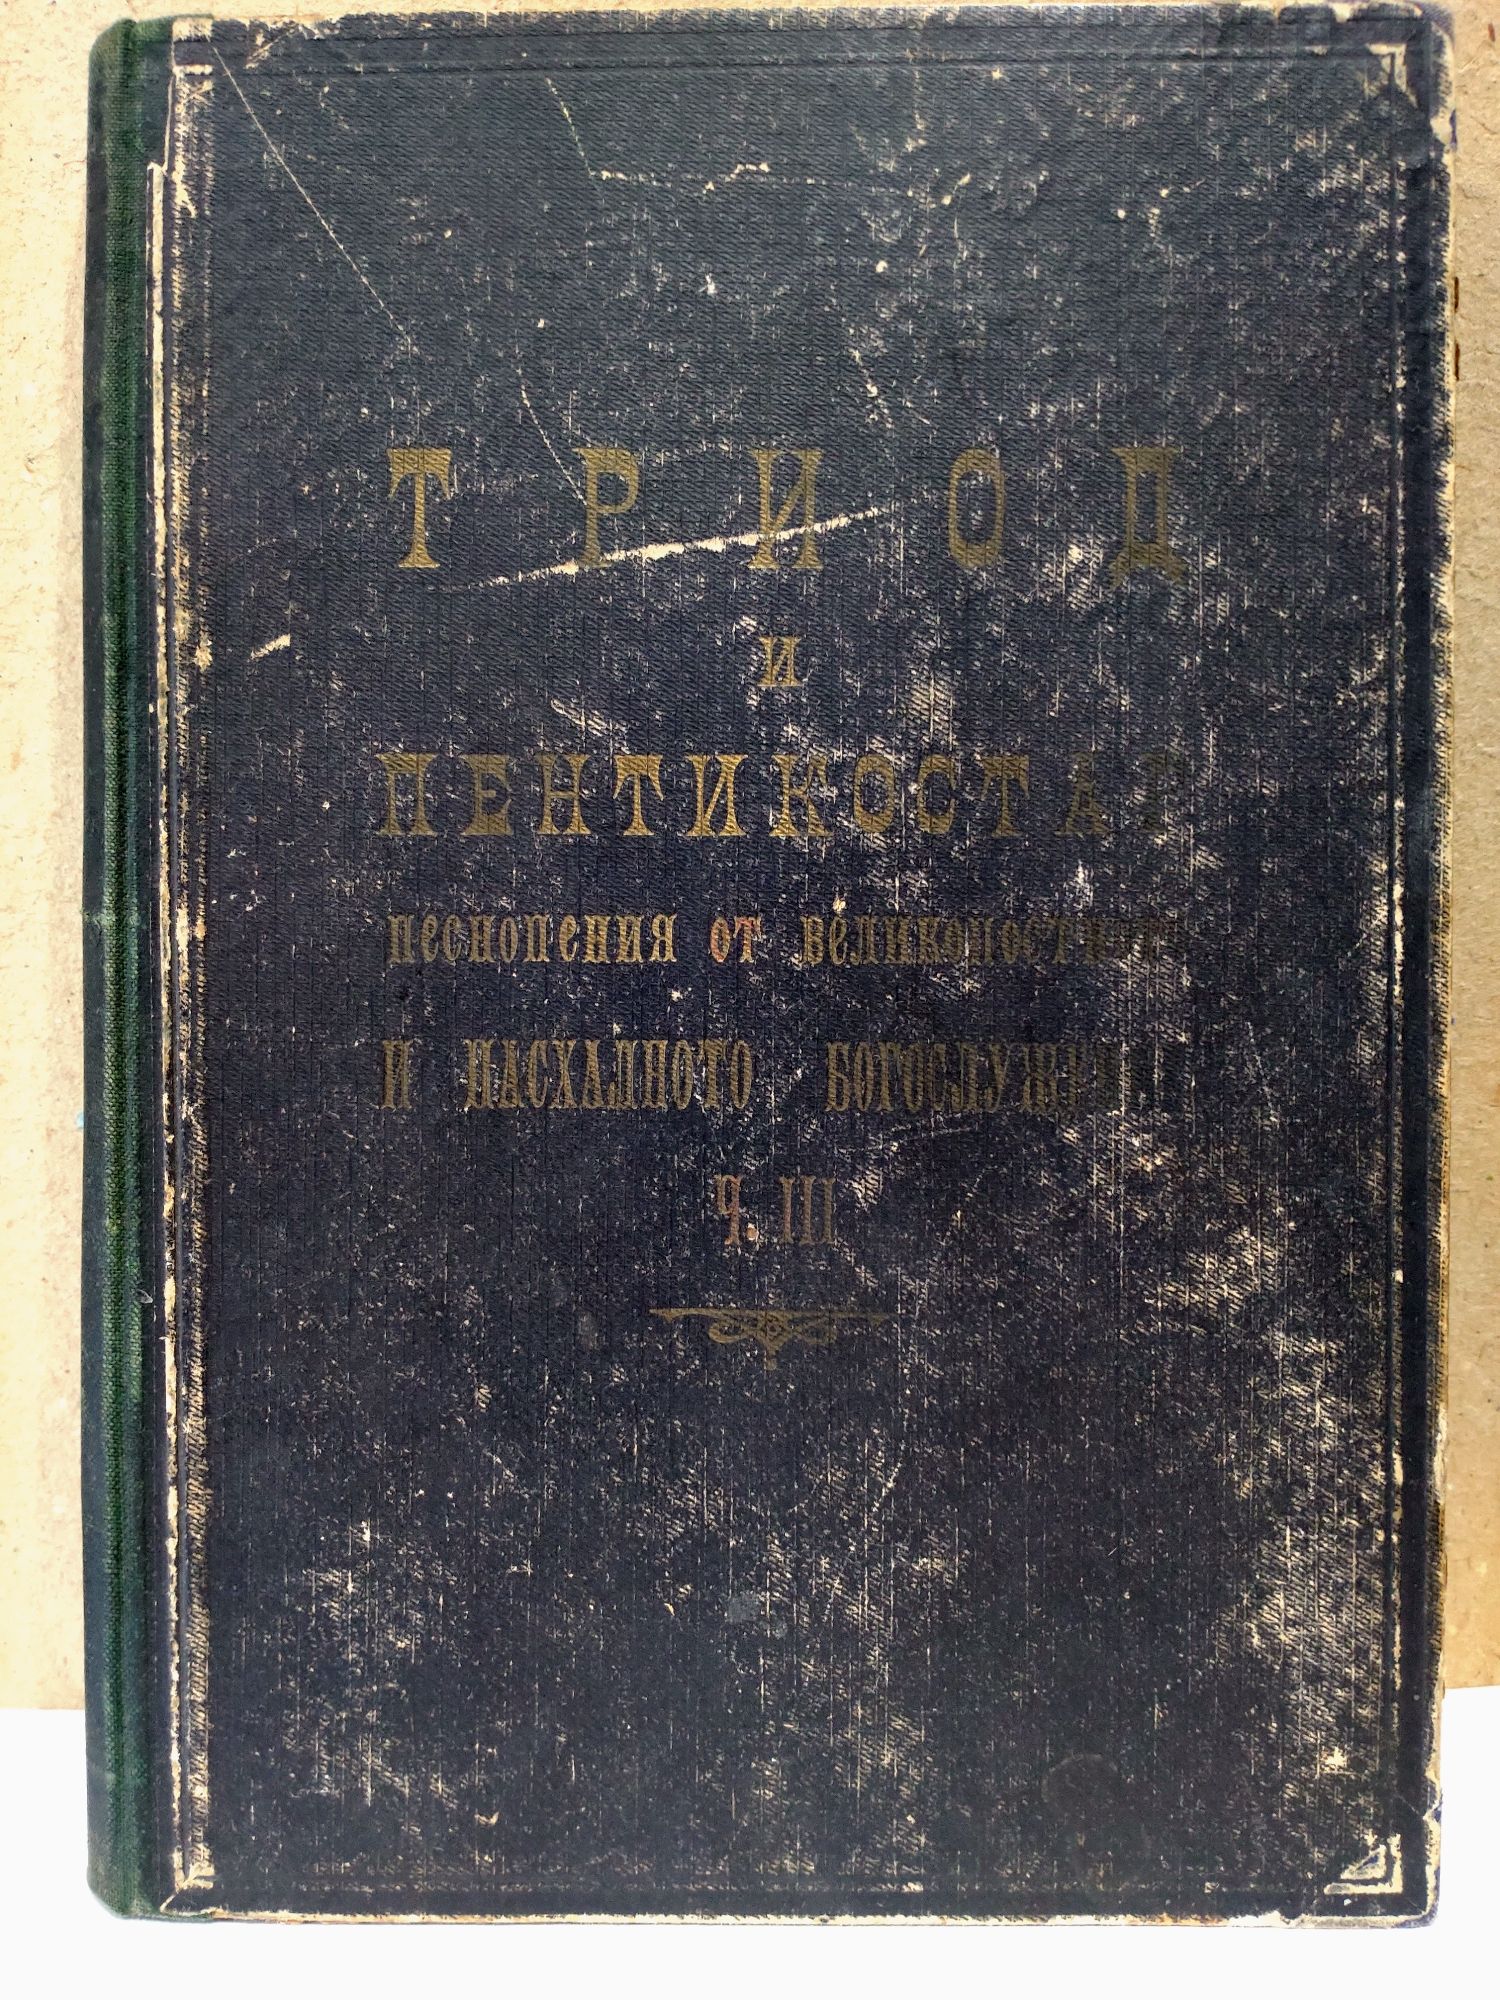 ТРИОД
и
ПЕНТИКОСТАР
песнопения от великопостното
И ПАСХАЛНОТО БОГОСЛУЖЕНИЕ
Ч. III